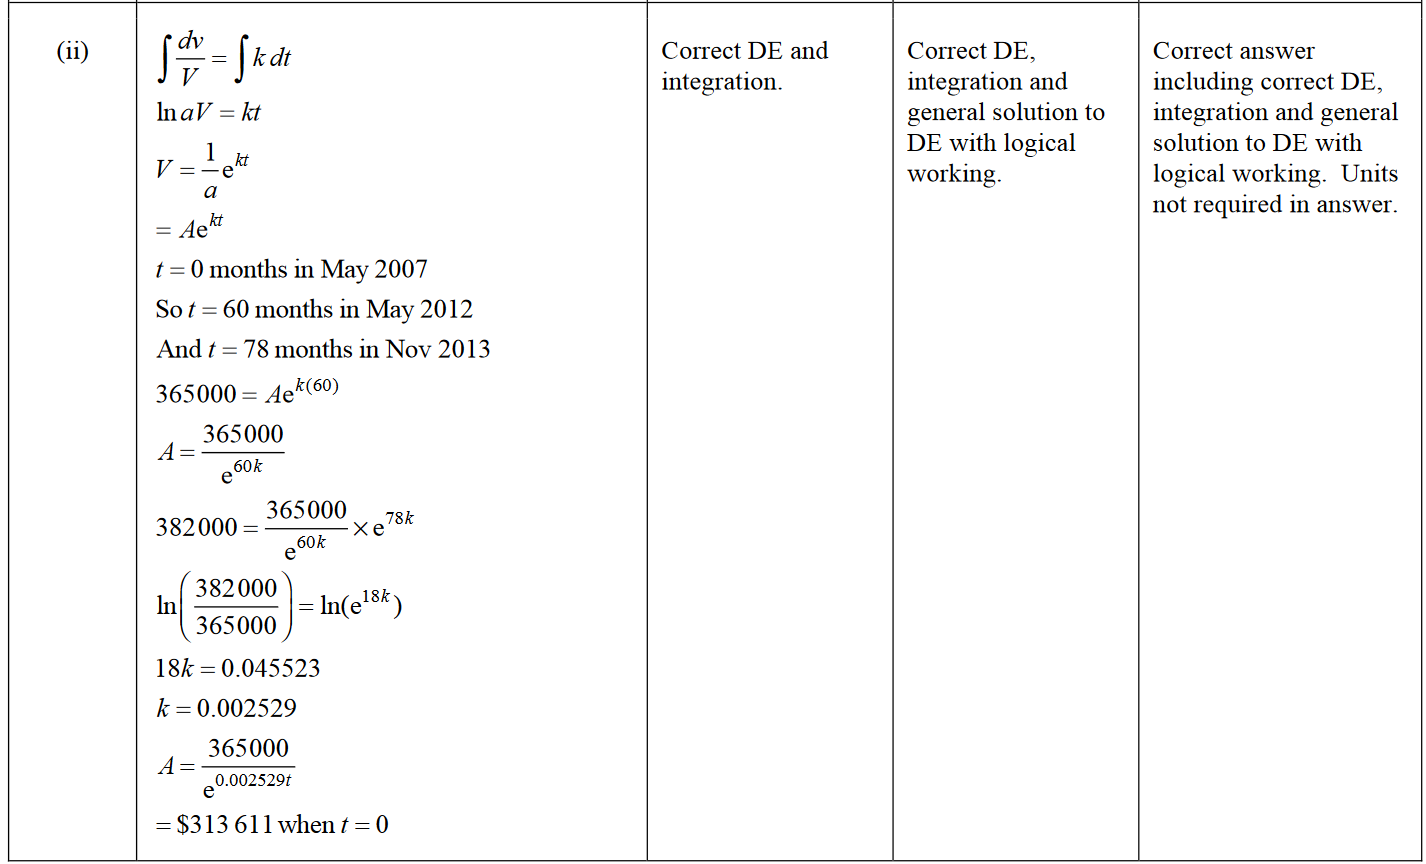 (ii)
∫ dv/V = ∫ k dt
ln aV = kt
V = 1/a e^kt
= Ae^kt
t = 0 months in May 2007
So t = 60 months in May 2012
And t = 78 months in Nov 2013
365000 = Ae^k(60)
A = 365000/e^60k
382000 = 365000/e^60k × e^78k
ln(382000/365000) = ln(e^18k)
18k = 0.045523
k = 0.002529
A = 365000/e^0.002529t
= $313 611 when t = 0
Correct DE and
integration.
Correct DE,
integration and
general solution to
DE with logical
working.
Correct answer
including correct DE,
integration and general
solution to DE with
logical working. Units
not required in answer.